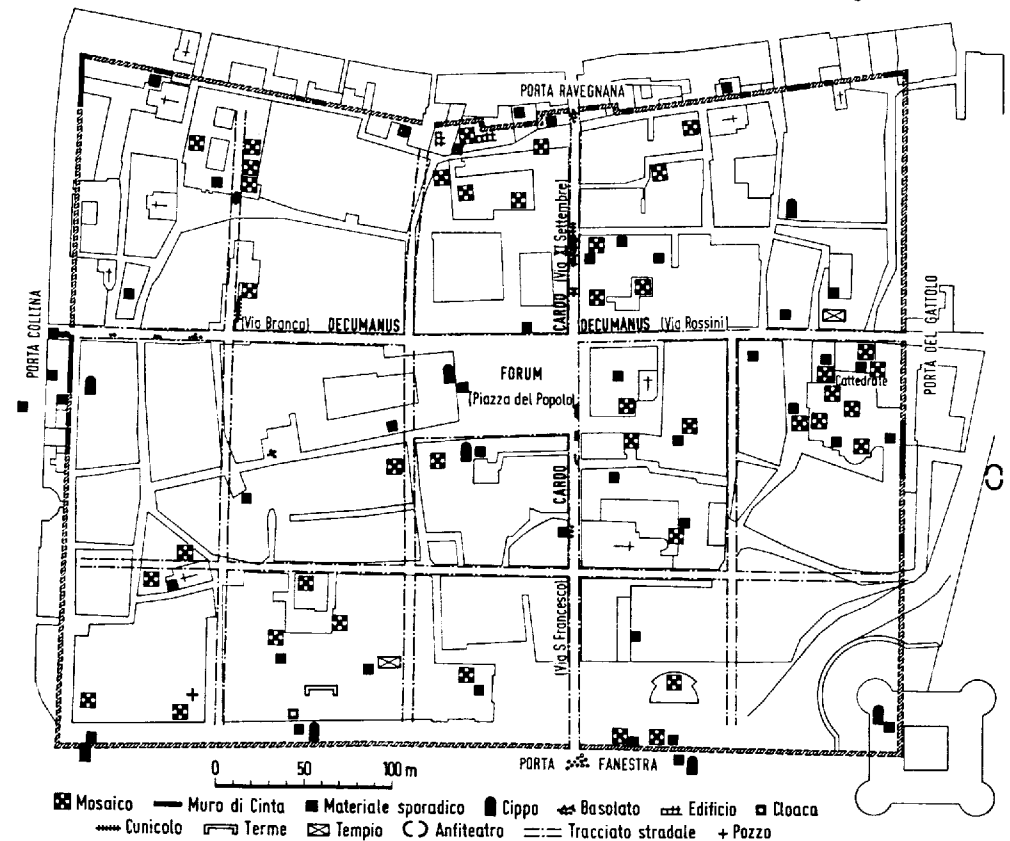 PORTA RAVEGNANA
CARDO (Via XI Settembre)
PORTA COLLINA
(Via Branca) DECUMANUS
DECUMANUS (Via Rossini)
PORTA DEL GATTOLO
FORUM
(Piazza del Popolo)
Cattedrale
CARDO
(Via S Francesco)
PORTA FANESTRA
0 50 100 m
Mosaico Muro di Cinta Materiale sporadico Cippo Basolato Edificio Cloaca
Cunicolo Terme Tempio Anfiteatro Tracciato stradale Pozzo